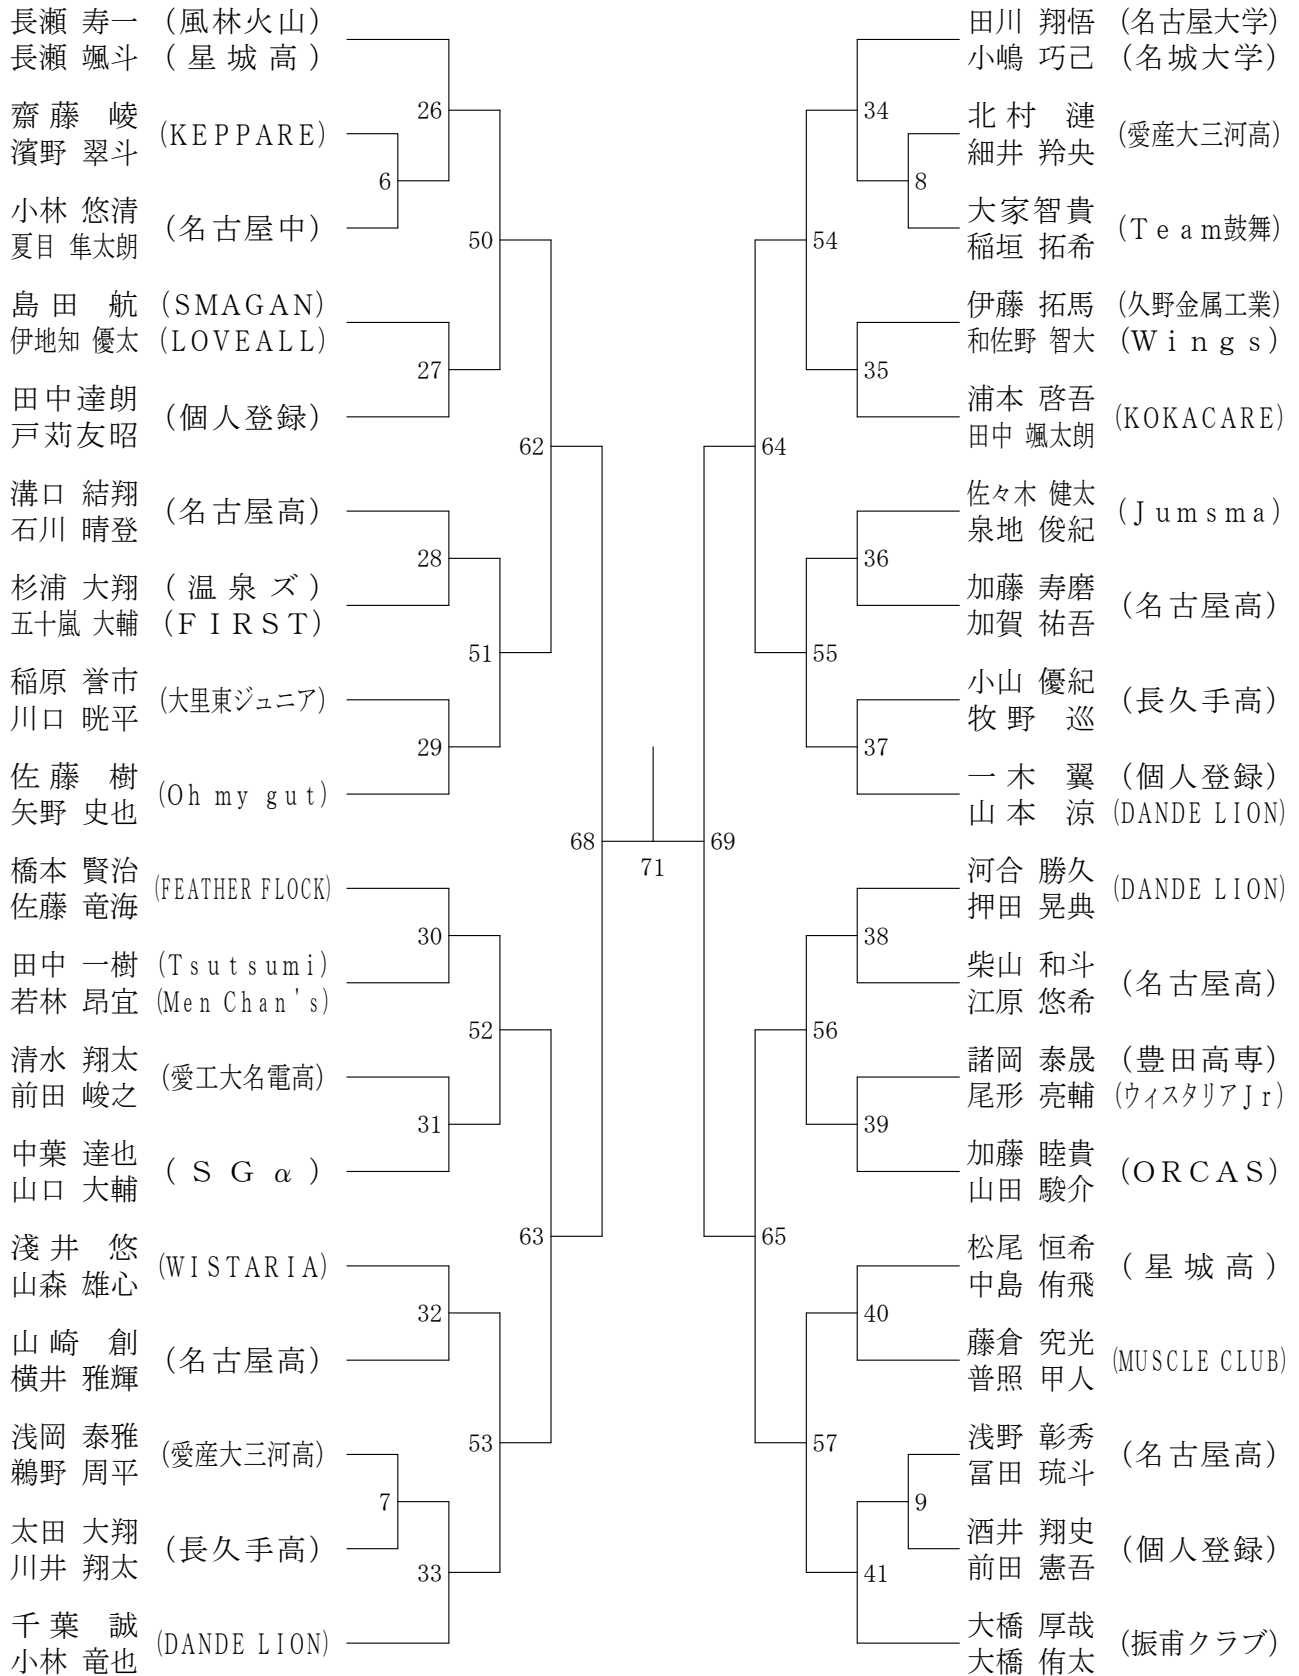 長瀬 寿一 (風林火山)
長瀬 颯斗 (星城高)
26
齋藤 崚
濱野 翠斗
(KEPPARE)
6
小林 悠清
夏目 隼太朗
(名古屋中)
50
島田 航 (SMAGAN)
伊地知 優太 (LOVEALL)
27
田中達朗
戸苅友昭
(個人登録)
62
溝口 結翔
石川 晴登
(名古屋高)
28
杉浦 大翔 (温泉ズ)
五十嵐 大輔 (FIRST)
51
稲原 誉市
川口 晄平
(大里東ジュニア)
29
佐藤 樹
矢野 史也
(Oh my gut)
68
橋本 賢治
佐藤 竜海
(FEATHER FLOCK)
30
田中 一樹 (Tsutsumi)
若林 昂宜 (Men Chan's)
52
清水 翔太
前田 峻之
(愛工大名電高)
31
中葉 達也
山口 大輔
(SGα)
63
淺井 悠
山森 雄心
(WISTARIA)
32
山崎 創
横井 雅輝
(名古屋高)
53
浅岡 泰雅
鵜野 周平
(愛産大三河高)
7
太田 大翔
川井 翔太
(長久手高)
33
千葉 誠
小林 竜也
(DANDE LION)
71
田川 翔悟 (名古屋大学)
小嶋 巧己 (名城大学)
34
北村 漣
細井 羚央
(愛産大三河高)
8
大家智貴
稲垣 拓希
(Team鼓舞)
54
伊藤 拓馬 (久野金属工業)
和佐野 智大 (Wings)
35
浦本 啓吾
田中 颯太朗
(KOKACARE)
64
佐々木 健太
泉地 俊紀
(Jumsma)
36
加藤 寿磨
加賀 祐吾
(名古屋高)
55
小山 優紀
牧野 巡
(長久手高)
37
一木 翼 (個人登録)
山本 涼 (DANDE LION)
69
河合 勝久
押田 晃典
(DANDE LION)
38
柴山 和斗
江原 悠希
(名古屋高)
56
諸岡 泰晟 (豊田高専)
尾形 亮輔 (ウィスタリアJr)
39
加藤 睦貴
山田 駿介
(ORCAS)
65
松尾 恒希
中島 侑飛
(星城高)
40
藤倉 究光
普照 甲人
(MUSCLE CLUB)
57
浅野 彰秀
冨田 琉斗
(名古屋高)
9
酒井 翔史
前田 憲吾
(個人登録)
41
大橋 厚哉
大橋 侑太
(振甫クラブ)